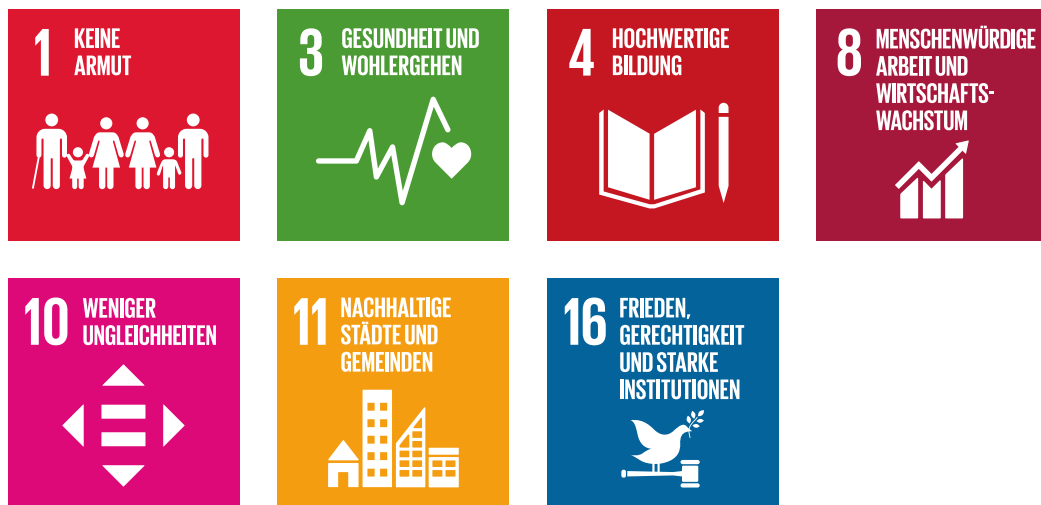 1 KEINE
ARMUT
3 GESUNDHEIT UND
WOHLERGEHEN
4 HOCHWERTIGE
BILDUNG
8 MENSCHENWÜRDIGE
ARBEIT UND
WIRTSCHAFTS-
WACHSTUM
10 WENIGER
UNGLEICHHEITEN
11 NACHHALTIGE
STÄDTE UND
GEMEINDEN
16 FRIEDEN,
GERECHTIGKEIT
UND STARKE
INSTITUTIONEN